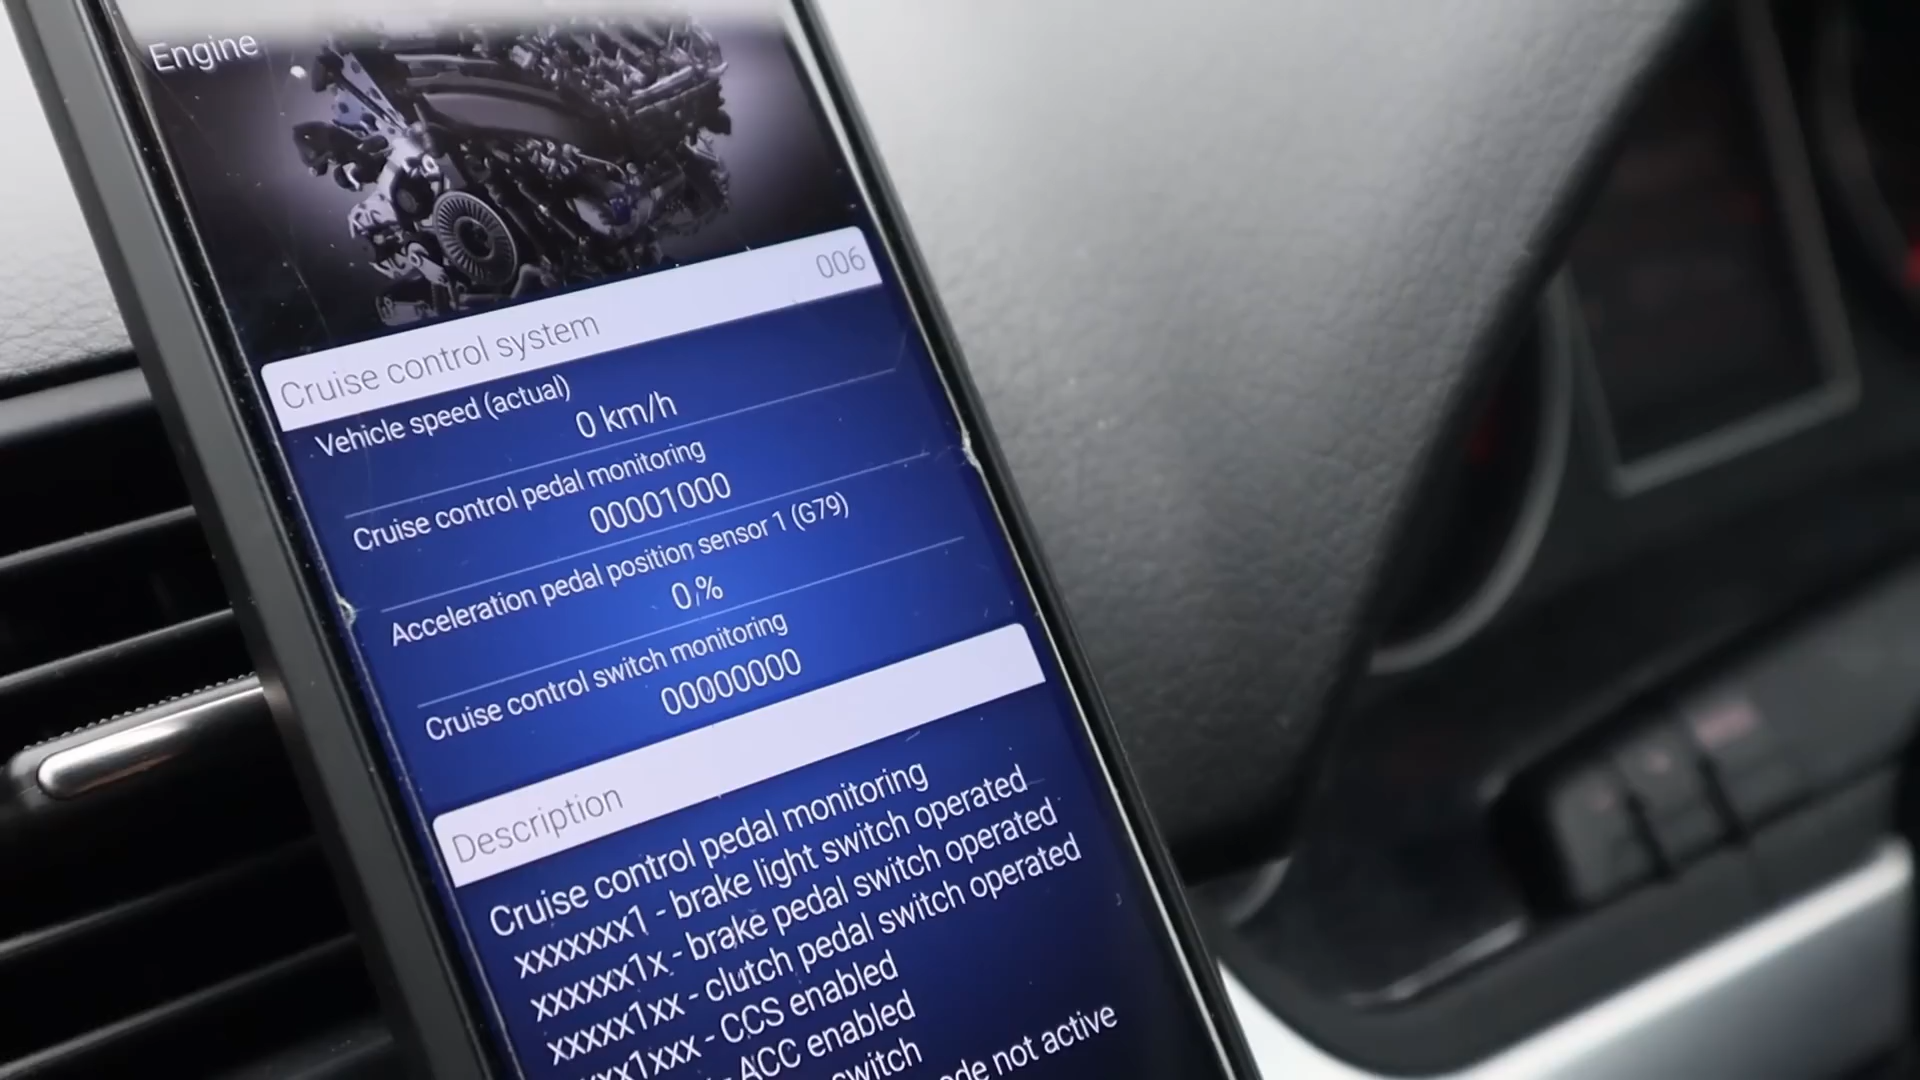 Engine
Cruise control system 006
Vehicle speed (actual)
0 km/h
Cruise control pedal monitoring
00001000
Acceleration pedal position sensor 1 (G79)
0,%
Cruise control switch monitoring
00000000
Description
Cruise control pedal monitoring
xxxxxxx1 - brake light switch operated
xxxxxx1x - brake pedal switch operated
xxxxx1xx - clutch pedal switch operated
xxx1xxx - CCS enabled
- ACC enabled
switch
not active